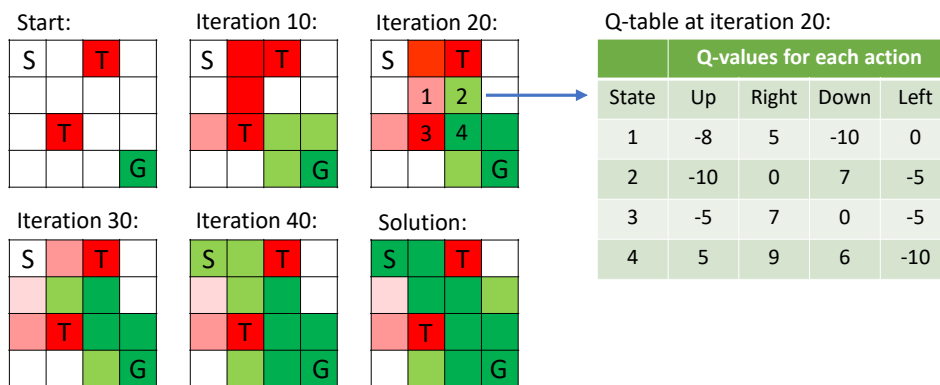 Start:
Iteration 10:
Iteration 20:
S T
T
G
S T
T
G
S T
1 2
3 4
G
Iteration 30:
Iteration 40:
Solution:
S T
T
G
S T
T
G
S T
T
G
Q-table at iteration 20:
Q-values for each action
State Up Right Down Left
1 -8 5 -10 0
2 -10 0 7 -5
3 -5 7 0 -5
4 5 9 6 -10